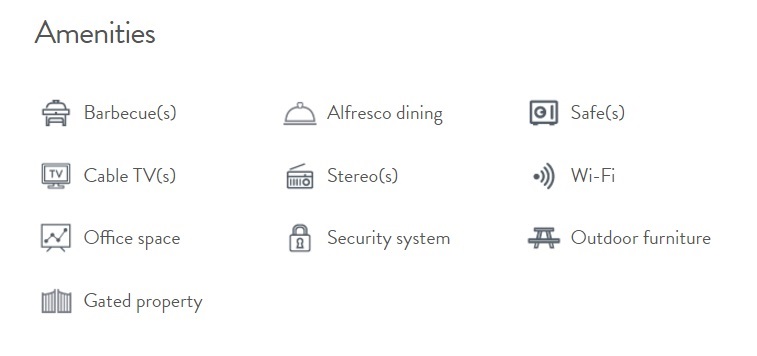 Amenities
Barbecue(s) Alfresco dining Safe(s)
TV Cable TV(s) Stereo(s) Wi-Fi
Office space Security system Outdoor furniture
Gated property